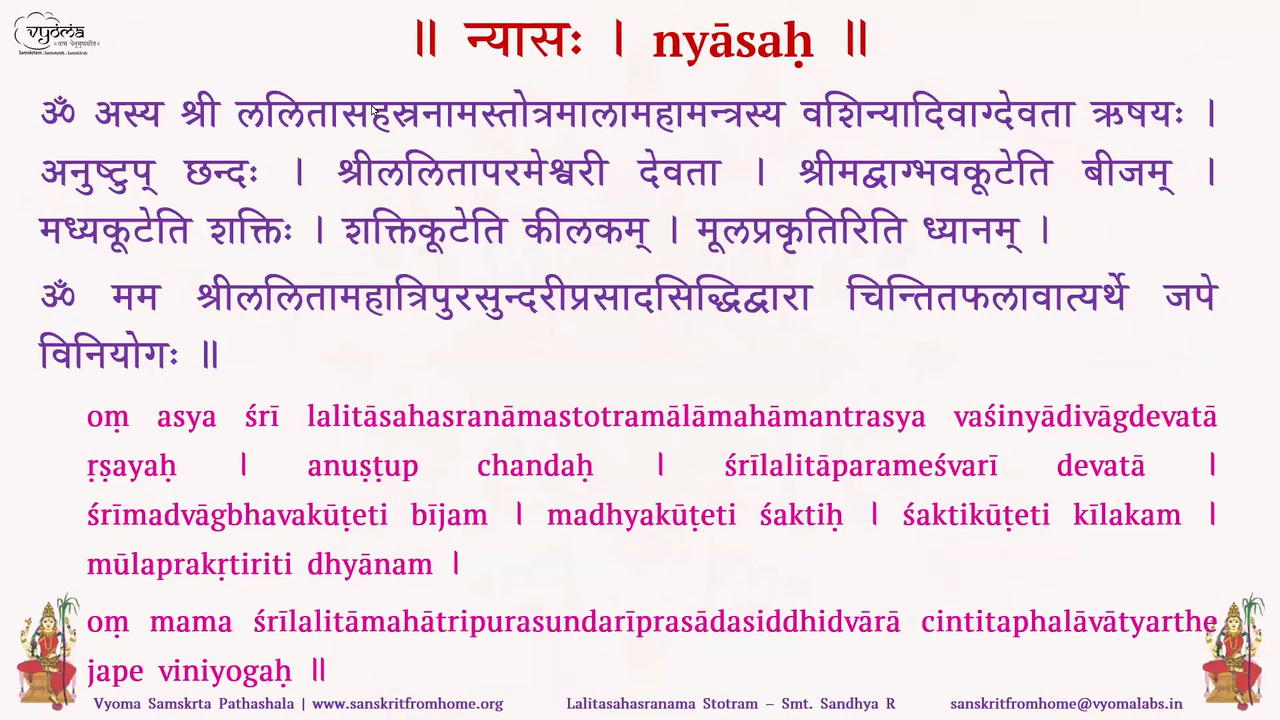 vyoma
॥ वाचं धेनुमुपासीत॥
Samskrtam . Samskriti . Samskārah
॥ न्यासः । nyāsaḥ ॥
ॐ अस्य श्री ललितासहस्रनामस्तोत्रमालामहामन्त्रस्य वशिन्यादिवाग्देवता ऋषयः ।
अनुष्टुप् छन्दः । श्रीललितापरमेश्वरी देवता । श्रीमद्वाग्भवकूटेति बीजम् ।
मध्यकूटेति शक्तिः । शक्तिकूटेति कीलकम् । मूलप्रकृतिरिति ध्यानम् ।
ॐ मम श्रीललितामहात्रिपुरसुन्दरीप्रसादसिद्धिद्वारा चिन्तितफलावात्यर्थे जपे
विनियोगः ॥
oṃ asya śrī lalitāsahasranāmastotramālāmahāmantrasya vaśinyādivāgdevatā
ṛṣayaḥ | anuṣṭup chandaḥ | śrīlalitāparameśvarī devatā |
śrīmadvāgbhavakūṭeti bījam | madhyakūṭeti śaktiḥ | śaktikūṭeti kīlakam |
mūlaprakṛtiriti dhyānam |
oṃ mama śrīlalitāmahātripurasundarīprasādasiddhidvārā cintitaphalāvātyarthe
jape viniyogaḥ ||
Vyoma Samskrta Pathashala | www.sanskritfromhome.org Lalitasahasranama Stotram – Smt. Sandhya R sanskritfromhome@vyomalabs.in